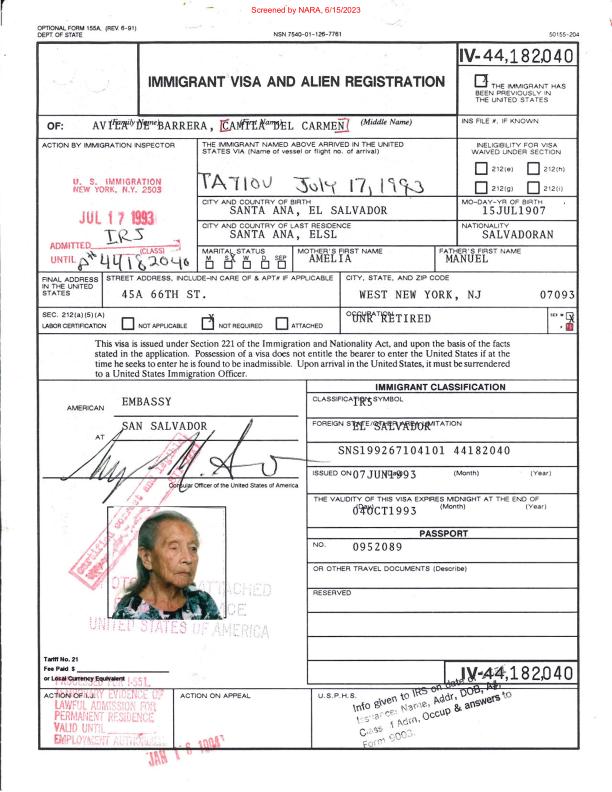 Screened by NARA, 6/15/2023
OPTIONAL FORM 155A, (REV. 6-91)
DEPT. OF STATE
NSN 7540-01-126-7761
50155-204
IMMIGRANT VISA AND ALIEN REGISTRATION
IV-44,182,040
X THE IMMIGRANT HAS
BEEN PREVIOUSLY IN
THE UNITED STATES
OF: AVILA DE BARRERA, CAMILA DEL CARMEN
(Family Name) (First Name) (Middle Name)
INS FILE #, IF KNOWN
ACTION BY IMMIGRATION INSPECTOR
U. S. IMMIGRATION
NEW YORK, N.Y. 2503
JUL 17 1993
ADMITTED IR5
(CLASS)
UNTIL A# 44182040
THE IMMIGRANT NAMED ABOVE ARRIVED IN THE UNITED
STATES VIA (Name of vessel or flight no. of arrival)
July 17, 1993
INELIGIBILITY FOR VISA
WAIVED UNDER SECTION
212(e) 212(h)
212(g) 212(i)
CITY AND COUNTRY OF BIRTH
SANTA ANA, EL SALVADOR
MO-DAY-YR OF BIRTH
15JUL1907
CITY AND COUNTRY OF LAST RESIDENCE
SANTA ANA, ELSL
NATIONALITY
SALVADORAN
MARITAL STATUS
M S W D SEP
X
MOTHER'S FIRST NAME
AMELIA
FATHER'S FIRST NAME
MANUEL
FINAL ADDRESS
IN THE UNITED
STATES
STREET ADDRESS, INCLUDE-IN CARE OF & APT# IF APPLICABLE
45A 66TH ST.
CITY, STATE, AND ZIP CODE
WEST NEW YORK, NJ 07093
SEC. 212(a)(5)(A)
LABOR CERTIFICATION
NOT APPLICABLE
X NOT REQUIRED
ATTACHED
OCCUPATION
UNK RETIRED
SEX
This visa is issued under Section 221 of the Immigration and Nationality Act, and upon the basis of the facts
stated in the application. Possession of a visa does not entitle the bearer to enter the United States if at the
time he seeks to enter he is found to be inadmissible. Upon arrival in the United States, it must be surrendered
to a United States Immigration Officer.
AMERICAN EMBASSY
AT SAN SALVADOR
Consular Officer of the United States of America
IMMIGRANT CLASSIFICATION
CLASSIFICATION SYMBOL
IR5
FOREIGN STATE/OTHER AREA LIMITATION
EL SALVADOR
SNS199267104101 44182040
ISSUED ON 07JUN1993
(Day) (Month) (Year)
THE VALIDITY OF THIS VISA EXPIRES MIDNIGHT AT THE END OF
(Day) (Month) (Year)
04OCT1993
PASSPORT
NO. 0952089
OR OTHER TRAVEL DOCUMENTS (Describe)
RESERVED
ATTACHED
UNITED STATES OF AMERICA
Tariff No. 21
Fee Paid $
or Local Currency Equivalent
IV-44,182,040
ACTION OF I.J.
PROCESSED FOR I-551.
TEMPORARY EVIDENCE OF
LAWFUL ADMISSION FOR
PERMANENT RESIDENCE
VALID UNTIL
EMPLOYMENT AUTHORIZED
JAN 16 1994
ACTION ON APPEAL
U.S.P.H.S.
Info given to IRS on date of
Issuance: Name, Addr, DOB, A#,
Class, Adm, Occup & answers to
Form 9003.